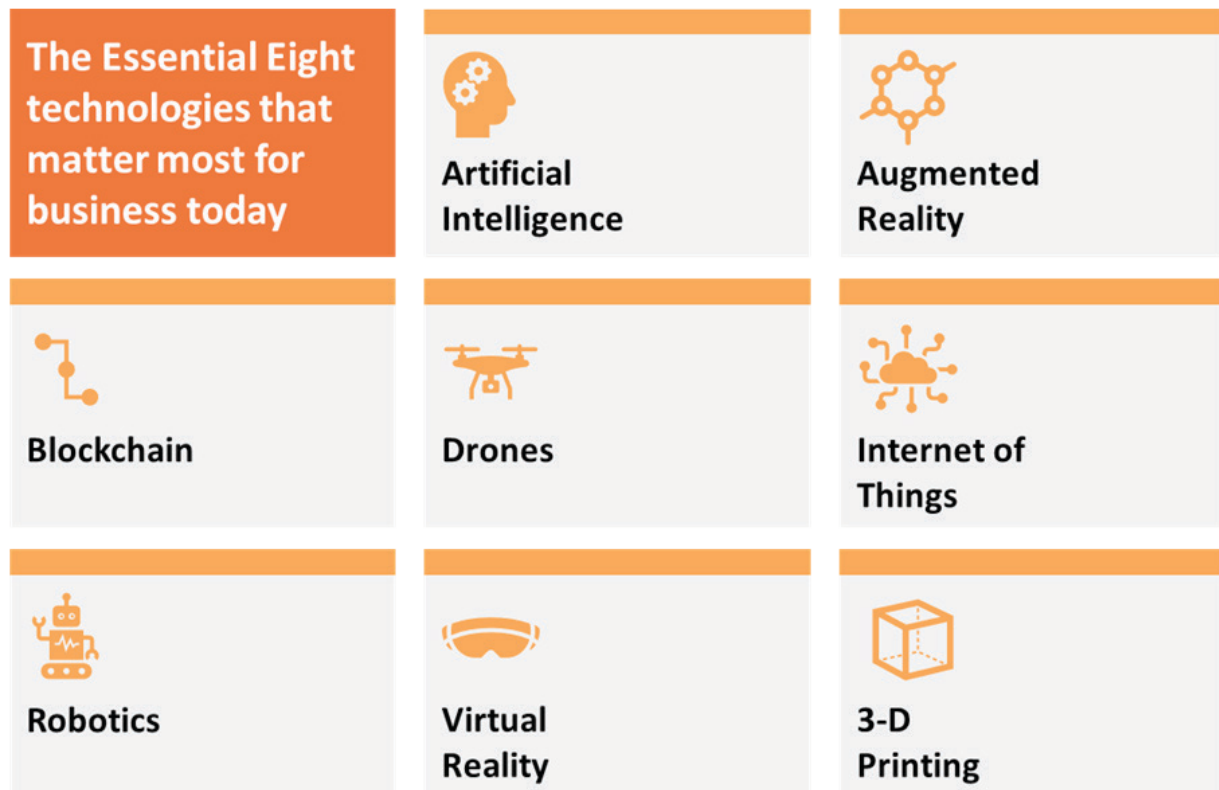 The Essential Eight
technologies that
matter most for
business today
Artificial
Intelligence
Augmented
Reality
Blockchain
Drones
Internet of
Things
Robotics
Virtual
Reality
3-D
Printing